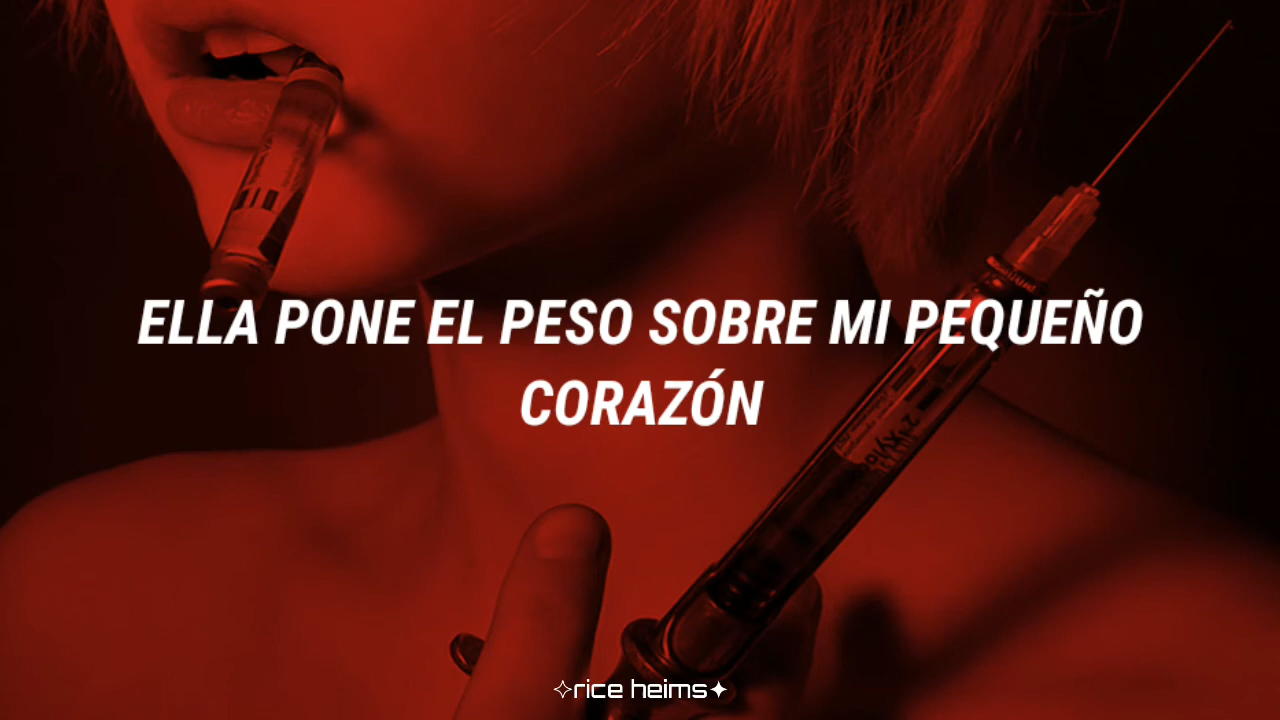 ELLA PONE EL PESO SOBRE MI PEQUEÑO
CORAZÓN
✧rice heims✦